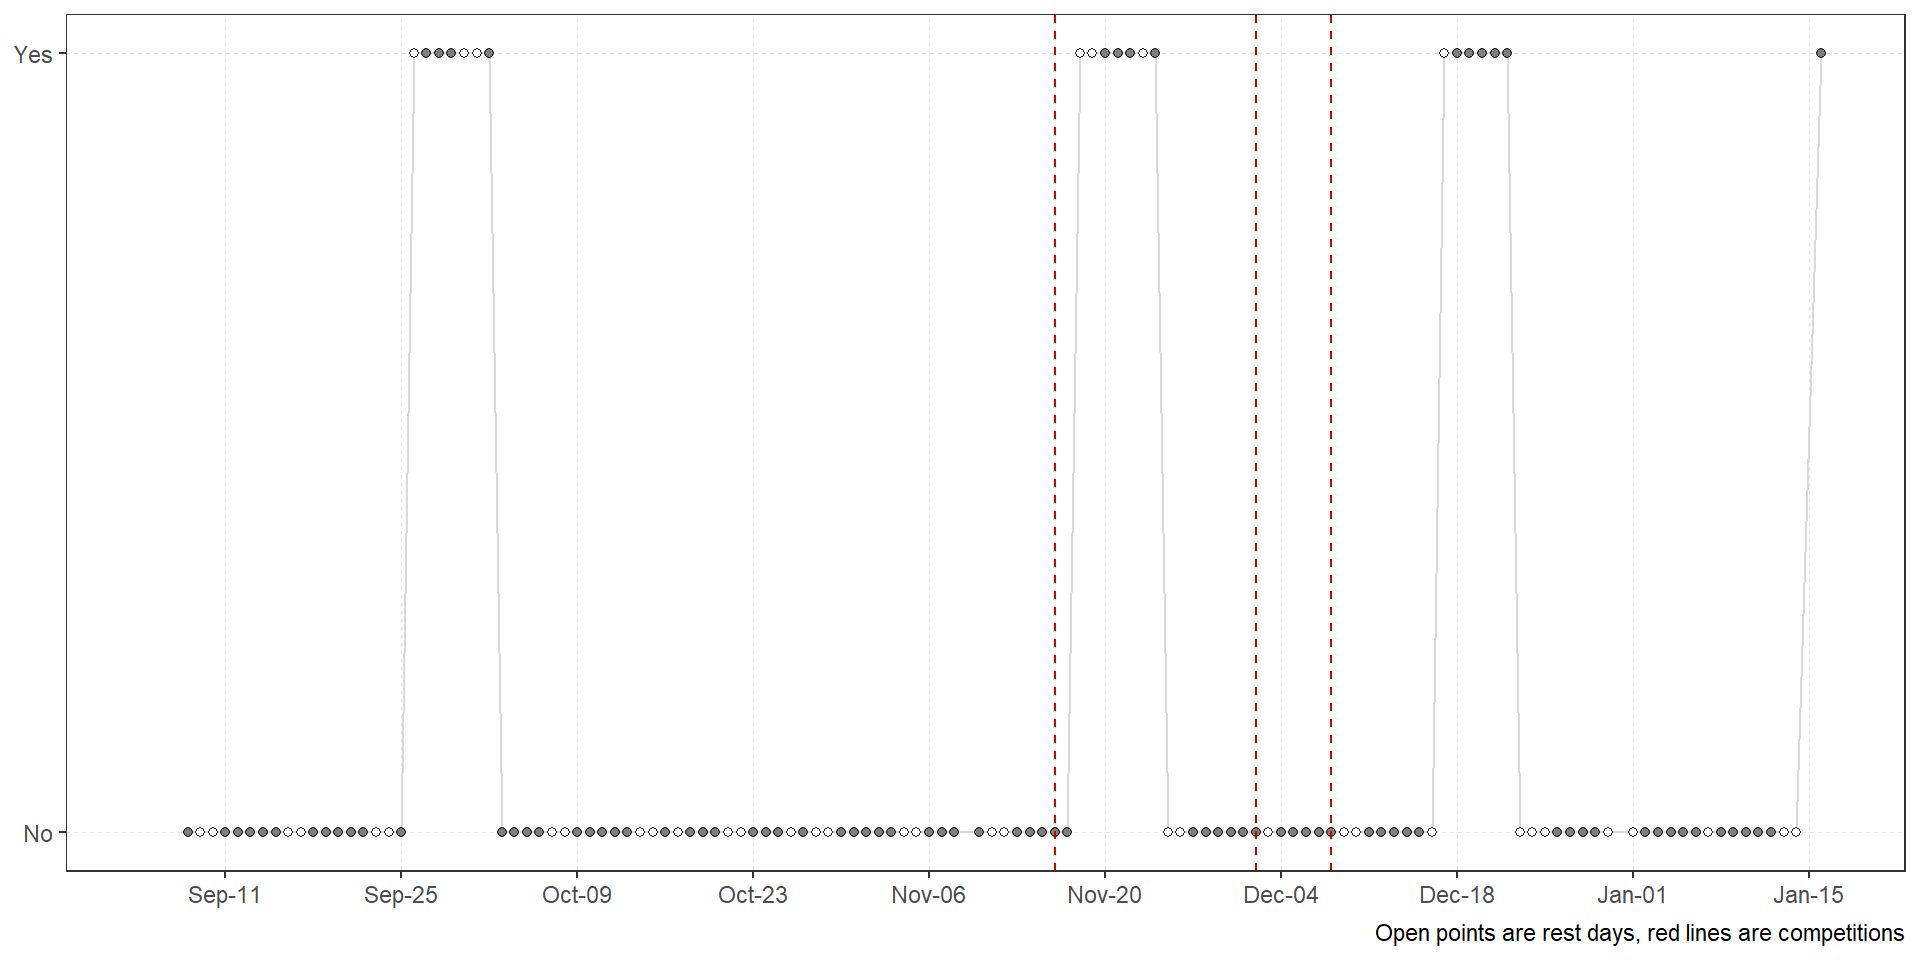 Yes
No
Sep-11 Sep-25 Oct-09 Oct-23 Nov-06 Nov-20 Dec-04 Dec-18 Jan-01 Jan-15
Open points are rest days, red lines are competitions